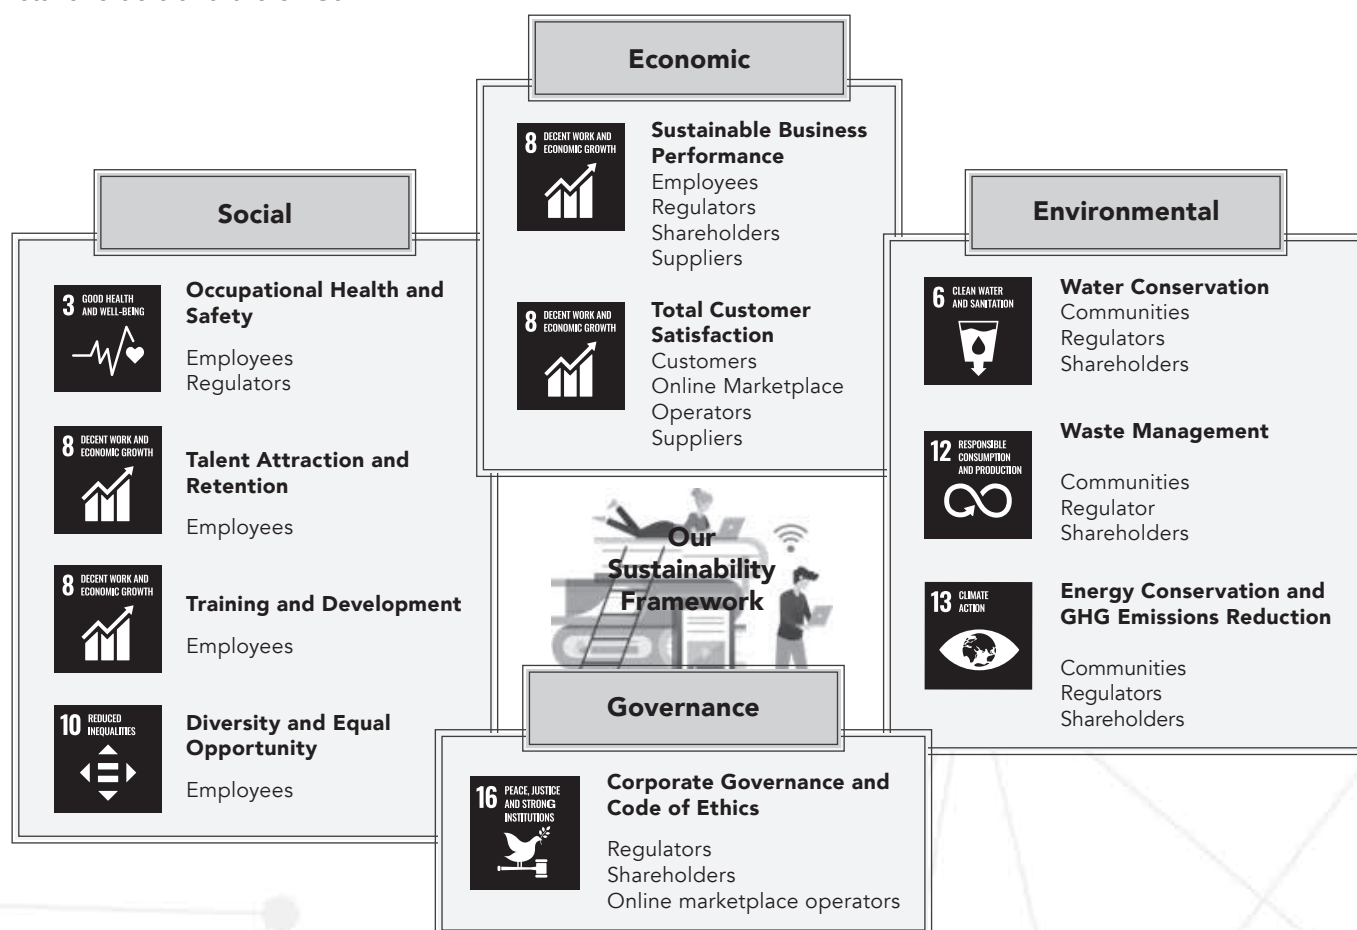 Economic
8 DECENT WORK AND
ECONOMIC GROWTH
Sustainable Business
Performance
Employees
Regulators
Shareholders
Suppliers
8 DECENT WORK AND
ECONOMIC GROWTH
Total Customer
Satisfaction
Customers
Online Marketplace
Operators
Suppliers
Social
3 GOOD HEALTH
AND WELL-BEING
Occupational Health and
Safety
Employees
Regulators
8 DECENT WORK AND
ECONOMIC GROWTH
Talent Attraction and
Retention
Employees
8 DECENT WORK AND
ECONOMIC GROWTH
Training and Development
Employees
10 REDUCED
INEQUALITIES
Diversity and Equal
Opportunity
Employees
Environmental
6 CLEAN WATER
AND SANITATION
Water Conservation
Communities
Regulators
Shareholders
12 RESPONSIBLE
CONSUMPTION
AND PRODUCTION
Waste Management
Communities
Regulator
Shareholders
13 CLIMATE
ACTION
Energy Conservation and
GHG Emissions Reduction
Communities
Regulators
Shareholders
Our
Sustainability
Framework
Governance
16 PEACE, JUSTICE
AND STRONG
INSTITUTIONS
Corporate Governance and
Code of Ethics
Regulators
Shareholders
Online marketplace operators